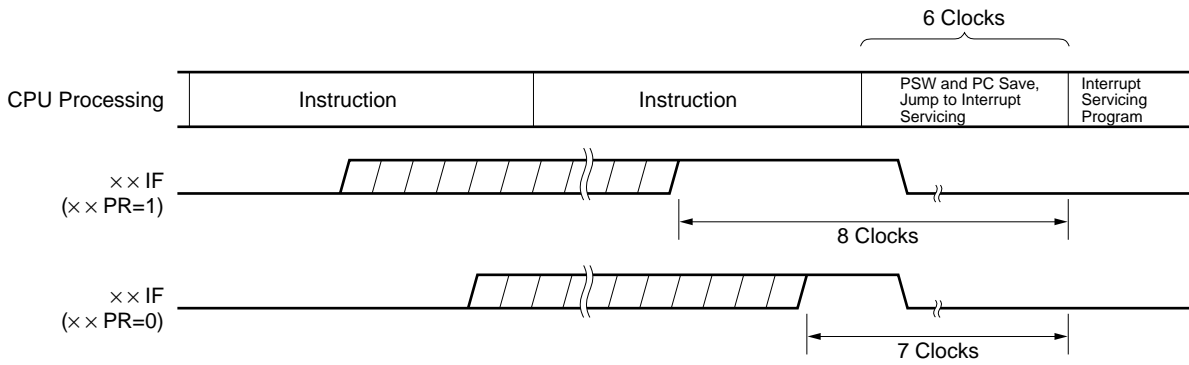 6 Clocks
CPU Processing
Instruction
Instruction
PSW and PC Save,
Jump to Interrupt
Servicing
Interrupt
Servicing
Program
×× IF
(×× PR=1)
8 Clocks
×× IF
(×× PR=0)
7 Clocks